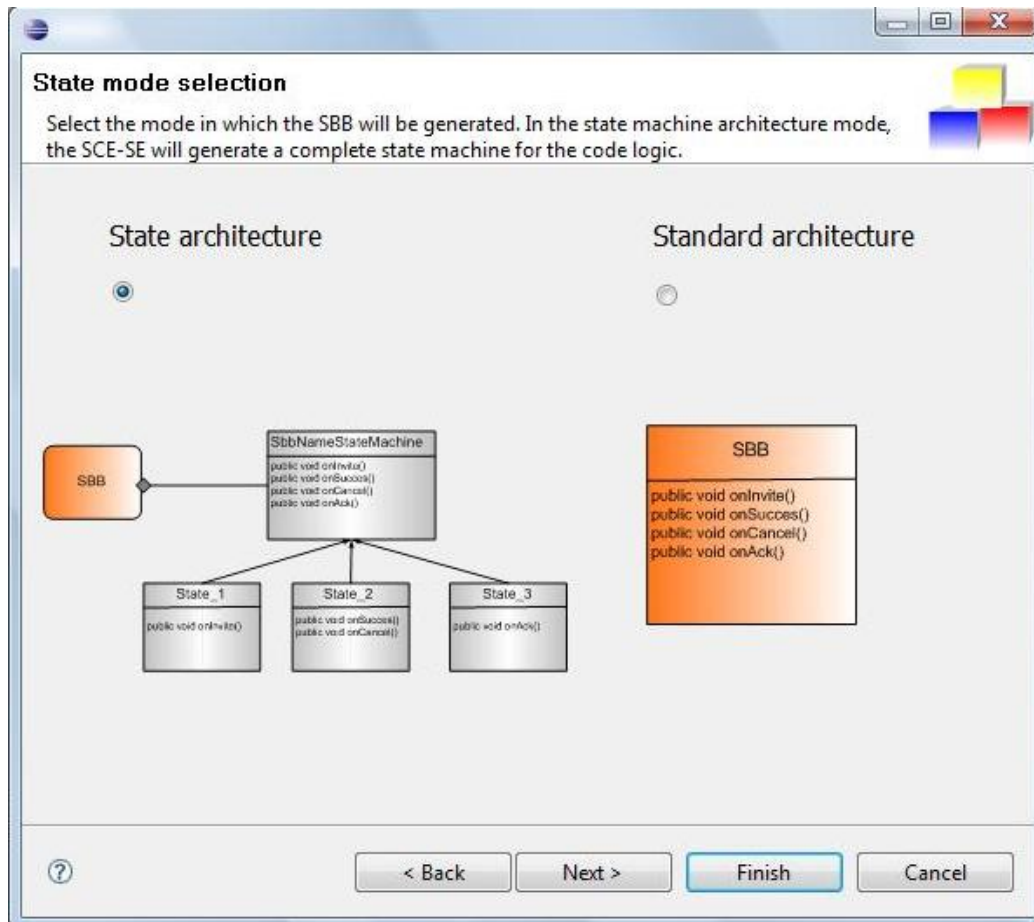 State mode selection
Select the mode in which the SBB will be generated. In the state machine architecture mode,
the SCE-SE will generate a complete state machine for the code logic.
State architecture
Standard architecture
SBB
SbbNameStateMachine
public void onInvite()
public void onSucces()
public void onCancel()
public void onAck()
State_1
public void onInvite()
State_2
public void onSucces()
public void onCancel()
State_3
public void onAck()
SBB
public void onInvite()
public void onSucces()
public void onCancel()
public void onAck()
?
< Back
Next >
Finish
Cancel